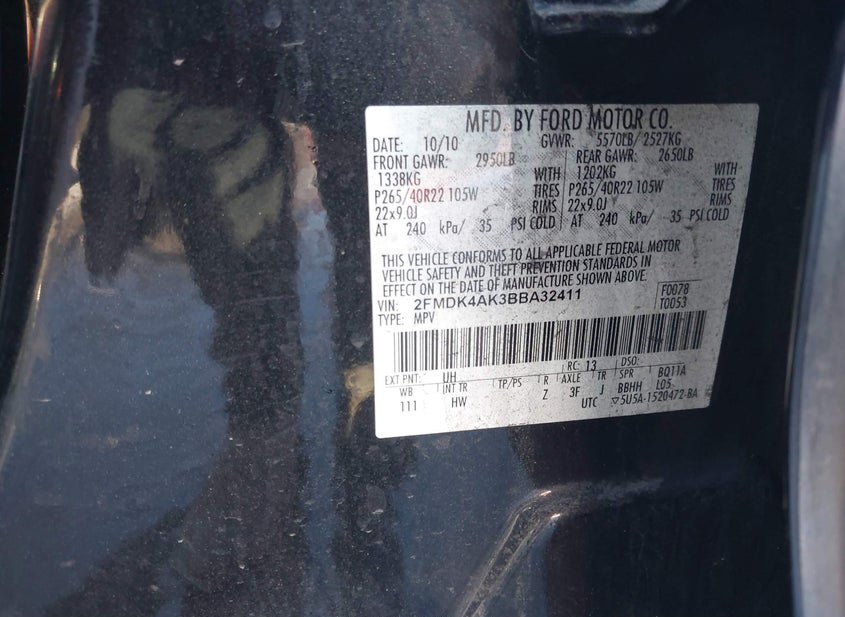 MFD. BY FORD MOTOR CO.
DATE: 10/10 GVWR: 5570LB/ 2527KG
FRONT GAWR: 2950LB REAR GAWR: 2650LB
1338KG WITH 1202KG WITH
P265/40R22 105W TIRES P265/40R22 105W TIRES
22x9.0J RIMS 22x9.0J RIMS
AT 240 kPa/ 35 PSI COLD AT 240 kPa/ 35 PSI COLD
THIS VEHICLE CONFORMS TO ALL APPLICABLE FEDERAL MOTOR
VEHICLE SAFETY AND THEFT PREVENTION STANDARDS IN
EFFECT ON THE DATE OF MANUFACTURE SHOWN ABOVE.
VIN: 2FMDK4AK3BBA32411 F0078
TYPE: MPV T0053
RC: 13 DSO:
EXT PNT: UH BQ11A
WB INT TR TP/PS R AXLE TR SPR L05
111 HW Z 3F J BBHH
UTC ▽5U5A-1520472-BA